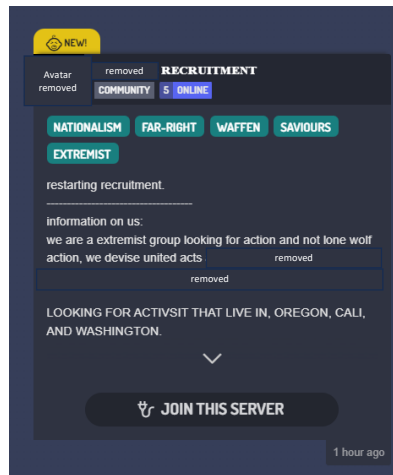 NEW!
Avatar removed
removed RECRUITMENT
COMMUNITY 5 ONLINE
NATIONALISM FAR-RIGHT WAFFEN SAVIOURS
EXTREMIST
restarting recruitment.
------------------------------------
information on us:
we are a extremist group looking for action and not lone wolf
action, we devise united acts removed
removed
LOOKING FOR ACTIVSIT THAT LIVE IN, OREGON, CALI,
AND WASHINGTON.
JOIN THIS SERVER
1 hour ago